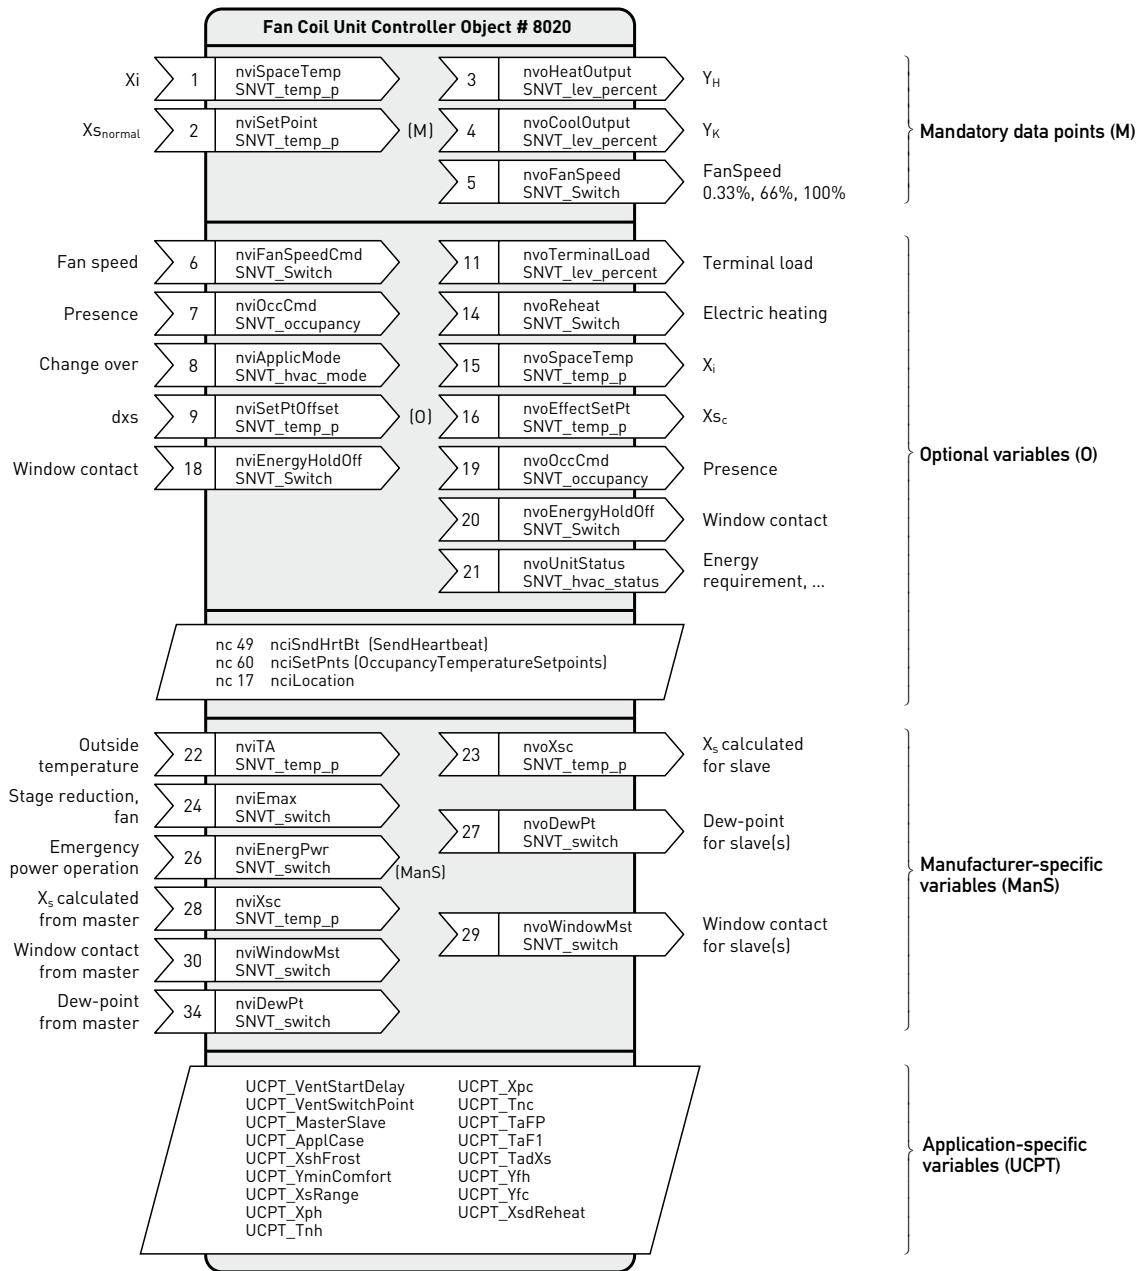 Fan Coil Unit Controller Object # 8020
Xi
1
nviSpaceTemp
SNVT_temp_p
3
nvoHeatOutput
SNVT_lev_percent
YH
Xsnormal
2
nviSetPoint
SNVT_temp_p
(M)
4
nvoCoolOutput
SNVT_lev_percent
YK
Mandatory data points (M)
5
nvoFanSpeed
SNVT_Switch
FanSpeed
0.33%, 66%, 100%
Fan speed
6
nviFanSpeedCmd
SNVT_Switch
11
nvoTerminalLoad
SNVT_lev_percent
Terminal load
Presence
7
nviOccCmd
SNVT_occupancy
14
nvoReheat
SNVT_Switch
Electric heating
Change over
8
nviApplicMode
SNVT_hvac_mode
15
nvoSpaceTemp
SNVT_temp_p
Xi
dxs
9
nviSetPtOffset
SNVT_temp_p
(O)
16
nvoEffectSetPt
SNVT_temp_p
Xsc
Optional variables (O)
Window contact
18
nviEnergyHoldOff
SNVT_Switch
19
nvoOccCmd
SNVT_occupancy
Presence
20
nvoEnergyHoldOff
SNVT_Switch
Window contact
21
nvoUnitStatus
SNVT_hvac_status
Energy
requirement, ...
nc 49 nciSndHrtBt (SendHeartbeat)
nc 60 nciSetPnts (OccupancyTemperatureSetpoints)
nc 17 nciLocation
Outside
temperature
22
nviTA
SNVT_temp_p
23
nvoXsc
SNVT_temp_p
Xs calculated
for slave
Stage reduction,
fan
24
nviEmax
SNVT_switch
27
nvoDewPt
SNVT_switch
Dew-point
for slave(s)
Emergency
power operation
26
nviEnergPwr
SNVT_switch
(ManS)
Manufacturer-specific
variables (ManS)
Xs calculated
from master
28
nviXsc
SNVT_temp_p
29
nvoWindowMst
SNVT_switch
Window contact
for slave(s)
Window contact
from master
30
nviWindowMst
SNVT_switch
Dew-point
from master
34
nviDewPt
SNVT_switch
UCPT_VentStartDelay
UCPT_VentSwitchPoint
UCPT_MasterSlave
UCPT_ApplCase
UCPT_XshFrost
UCPT_YminComfort
UCPT_XsRange
UCPT_Xph
UCPT_Tnh
UCPT_Xpc
UCPT_Tnc
UCPT_TaFP
UCPT_TaF1
UCPT_TadXs
UCPT_Yfh
UCPT_Yfc
UCPT_XsdReheat
Application-specific
variables (UCPT)